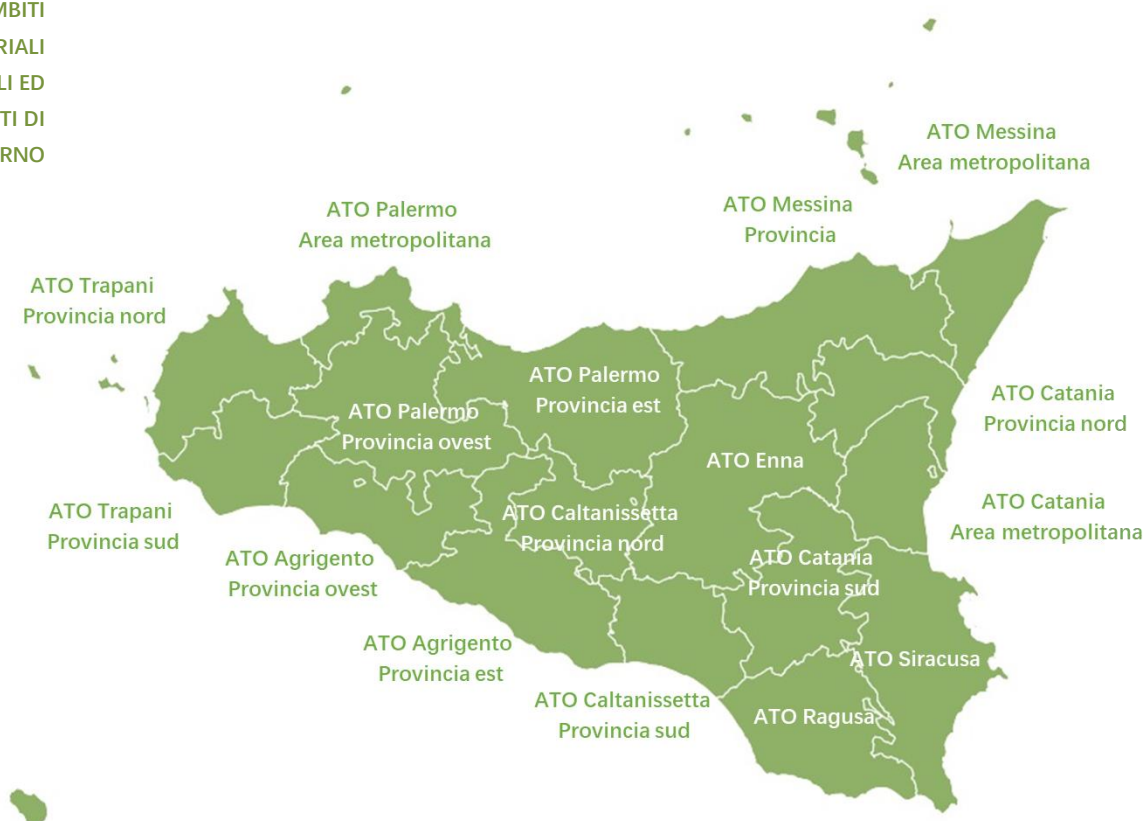 MBITI
RIALI
LI ED
TI DI
RNO
ATO Messina
Area metropolitana
ATO Messina
Provincia
ATO Palermo
Area metropolitana
ATO Trapani
Provincia nord
ATO Palermo
Provincia est
ATO Palermo
Provincia ovest
ATO Catania
Provincia nord
ATO Enna
ATO Catania
Area metropolitana
ATO Trapani
Provincia sud
ATO Caltanissetta
Provincia nord
ATO Agrigento
Provincia ovest
ATO Catania
Provincia sud
ATO Agrigento
Provincia est
ATO Siracusa
ATO Caltanissetta
Provincia sud
ATO Ragusa